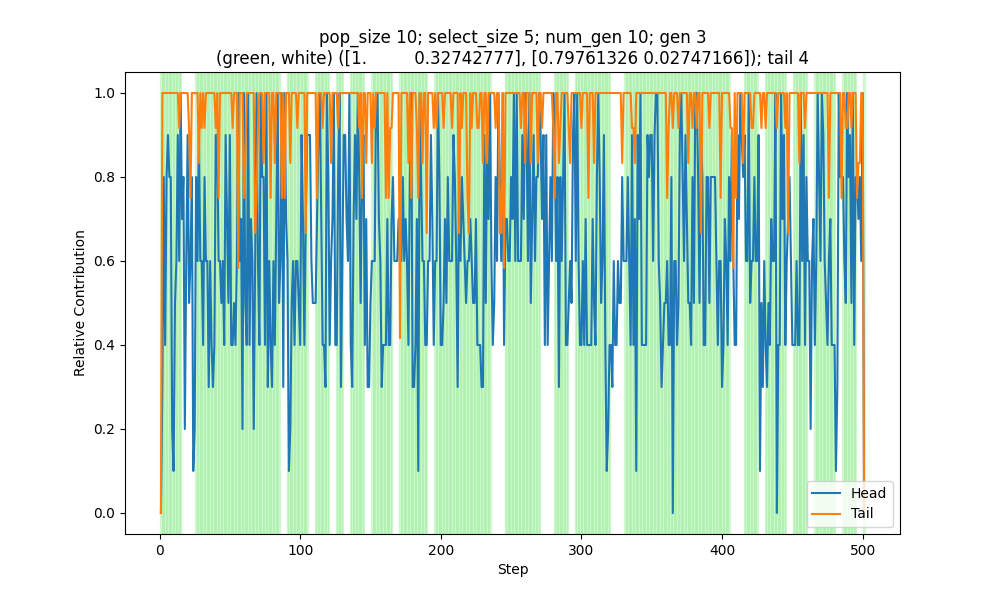 pop_size 10; select_size 5; num_gen 10; gen 3
(green, white) ([1.          0.32742777], [0.79761326 0.02747166]); tail 4
1.0
0.8
0.6
0.4
0.2
0.0
Relative Contribution
0
100
200
300
400
500
Step
Head
Tail